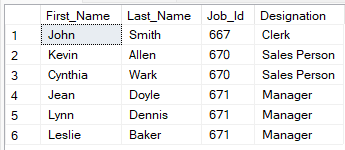 First_Name Last_Name Job_Id Designation
1 John Smith 667 Clerk
2 Kevin Allen 670 Sales Person
3 Cynthia Wark 670 Sales Person
4 Jean Doyle 671 Manager
5 Lynn Dennis 671 Manager
6 Leslie Baker 671 Manager